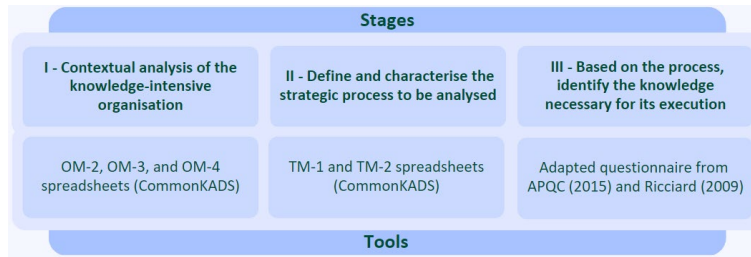 Stages
I - Contextual analysis of the
knowledge-intensive
organisation
II - Define and characterise the
strategic process to be analysed
III - Based on the process,
identify the knowledge
necessary for its execution
OM-2, OM-3, and OM-4
spreadsheets (CommonKADS)
TM-1 and TM-2 spreadsheets
(CommonKADS)
Adapted questionnaire from
APQC (2015) and Ricciard (2009)
Tools